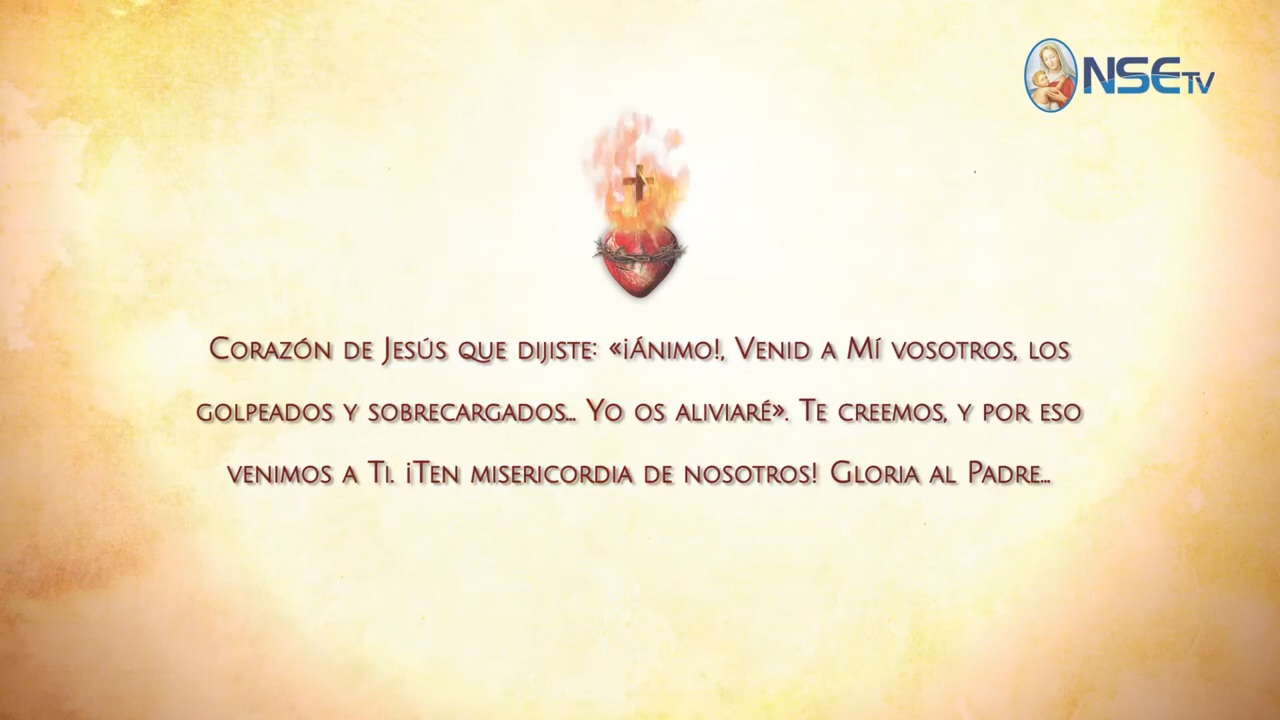 NSETV
Corazón de Jesús que dijiste: «¡Ánimo!, Venid a Mí vosotros, los
golpeados y sobrecargados... Yo os aliviaré». Te creemos, y por eso
venimos a Ti. ¡Ten misericordia de nosotros! Gloria al Padre...